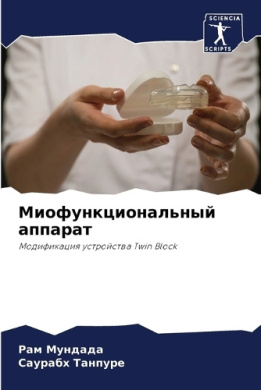 SCIENCIA
SCRIPTS
Миофункциональный
аппарат
Модификация устройства Twin Block
Рам Мундада
Саурабх Танпуре